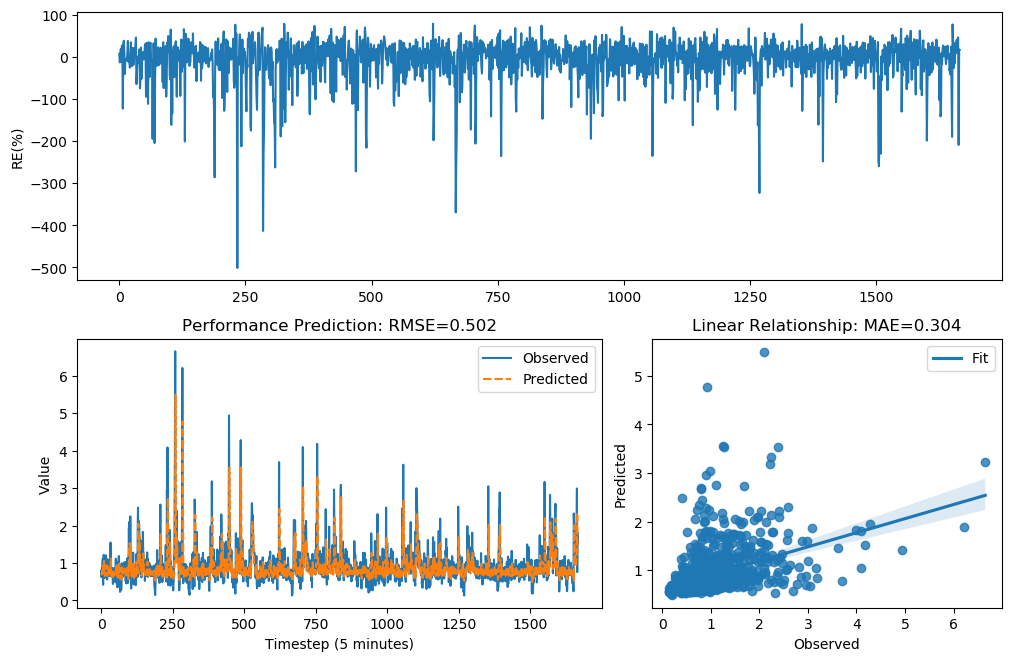 RE(%)
100
0
−100
−200
−300
−400
−500
0 250 500 750 1000 1250 1500
Performance Prediction: RMSE=0.502
Value
6
5
4
3
2
1
0
Observed
Predicted
0 250 500 750 1000 1250 1500
Timestep (5 minutes)
Linear Relationship: MAE=0.304
Predicted
5
4
3
2
1
Fit
0 1 2 3 4 5 6
Observed